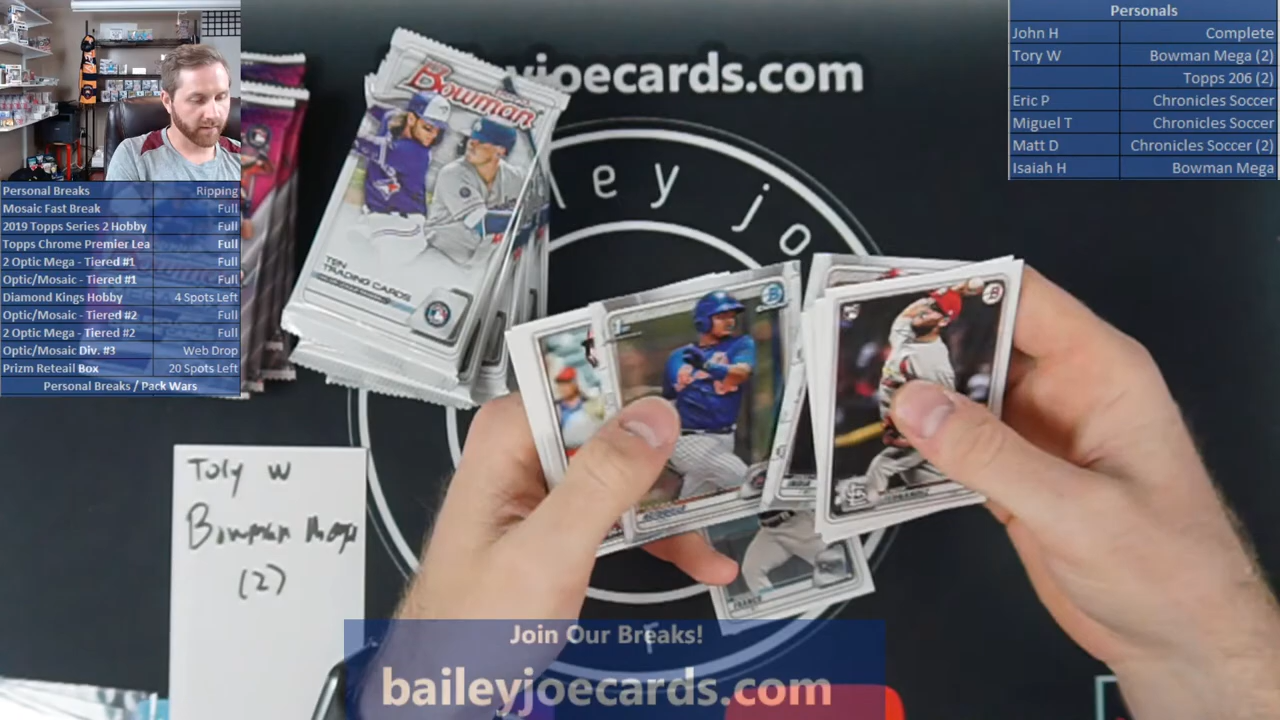 Personals
John H Complete
Tory W Bowman Mega (2)
Topps 206 (2)
Eric P Chronicles Soccer
Miguel T Chronicles Soccer
Matt D Chronicles Soccer (2)
Isaiah H Bowman Mega
Personal Breaks Ripping
Mosaic Fast Break Full
2019 Topps Series 2 Hobby Full
Topps Chrome Premier Lea Full
2 Optic Mega - Tiered #1 Full
Optic/Mosaic - Tiered #1 Full
Diamond Kings Hobby 4 Spots Left
Optic/Mosaic - Tiered #2 Full
2 Optic Mega - Tiered #2 Full
Optic/Mosaic Div. #3 Web Drop
Prizm Reteail Box 20 Spots Left
Personal Breaks / Pack Wars
yjoecards.com
ley jo
Bowman
TEN
TRADING CARDS
FRANCO
Tory W
Bowman Mega
(2)
Join Our Breaks!
baileyjoecards.com